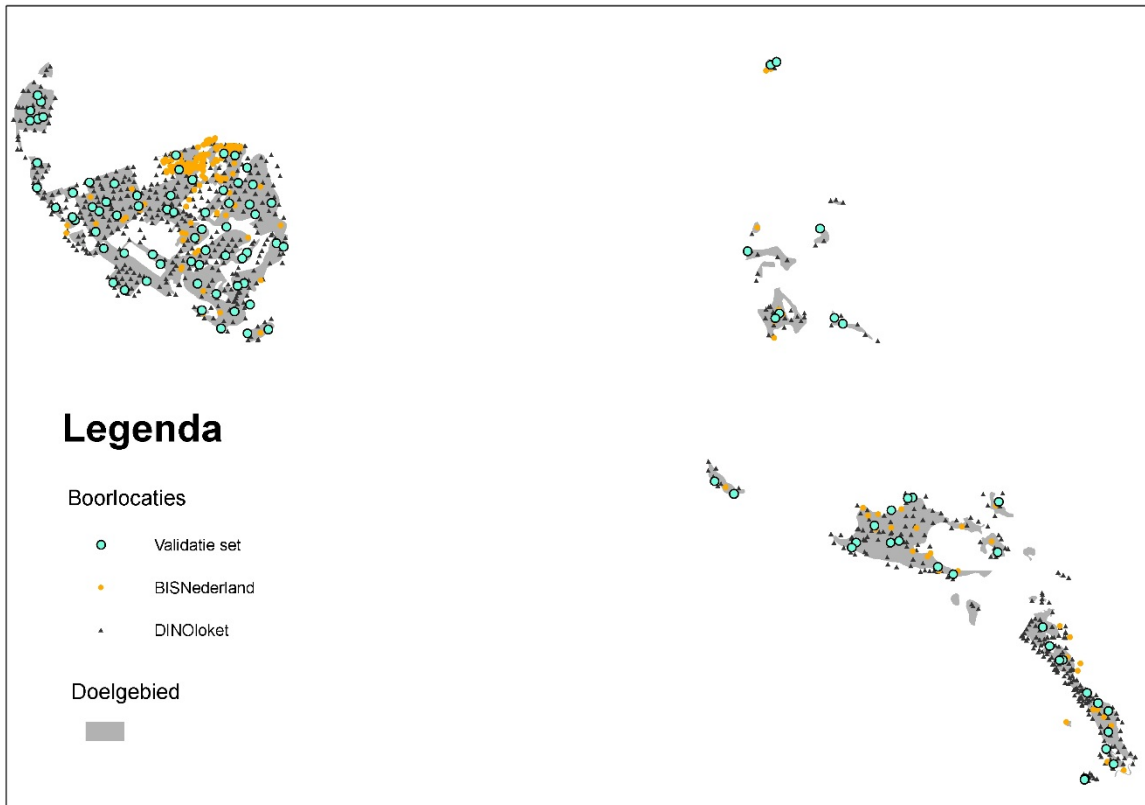 Legenda
Boorlocaties
Validatie set
BISNederland
DINOloket
Doelgebied